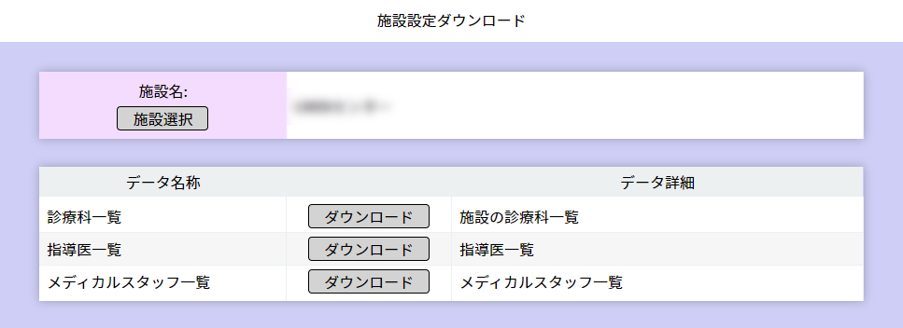 施設設定ダウンロード
施設名:
施設選択
データ名称 データ詳細
診療科一覧 ダウンロード 施設の診療科一覧
指導医一覧 ダウンロード 指導医一覧
メディカルスタッフ一覧 ダウンロード メディカルスタッフ一覧